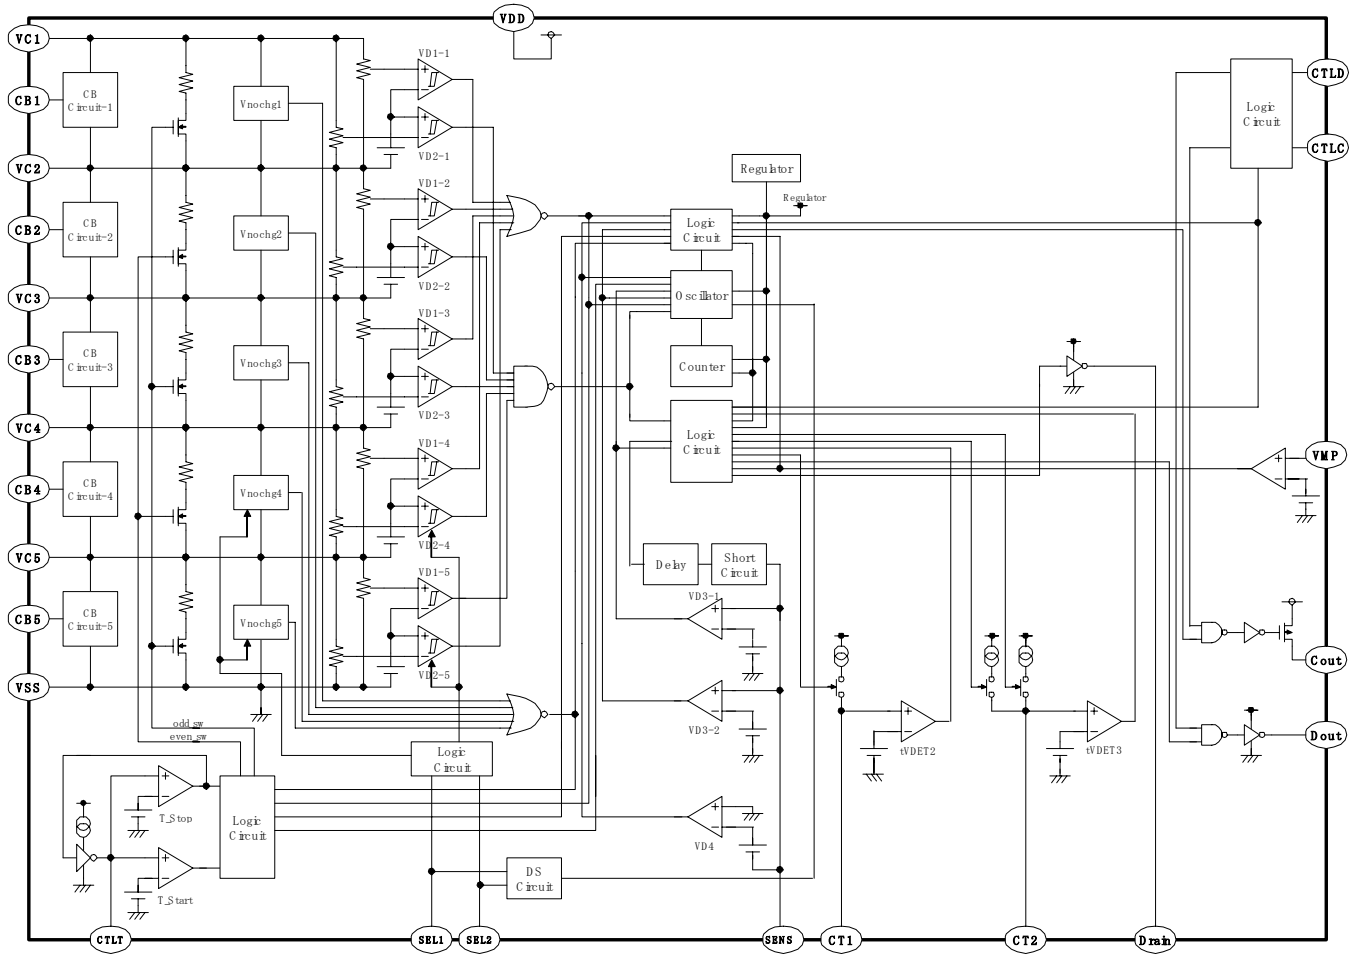 VDD
VC1
CB1
CB
Circuit-1
Vnochg1
VD1-1
VD2-1
CTLD
Logic
Circuit
CTLC
VC2
Regulator
Regulator
VD1-2
CB2
CB
Circuit-2
Vnochg2
Logic
Circuit
VD2-2
VC3
Oscillator
VD1-3
CB3
CB
Circuit-3
Vnochg3
Counter
VD2-3
VC4
VD1-4
Logic
Circuit
VMP
CB4
CB
Circuit-4
Vnochg4
VD2-4
VC5
VD1-5
Delay
Short
Circuit
VD3-1
CB5
CB
Circuit-5
Vnochg5
VD2-5
Cout
VSS
odd_sw
even_sw
VD3-2
Dout
Logic
Circuit
tVDET2
tVDET3
T_Stop
Logic
Circuit
VD4
T_Start
DS
Circuit
CTLT
SEL1
SEL2
SENS
CT1
CT2
Drain